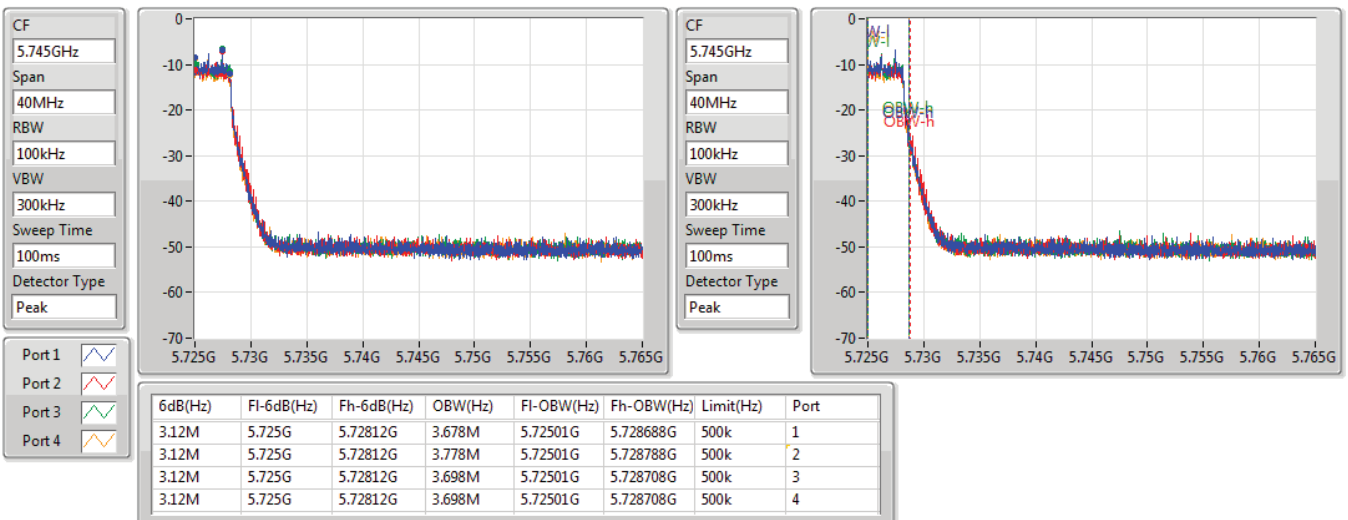 CF
5.745GHz
Span
40MHz
RBW
100kHz
VBW
300kHz
Sweep Time
100ms
Detector Type
Peak
0
-10
-20
-30
-40
-50
-60
-70
5.725G 5.73G 5.735G 5.74G 5.745G 5.75G 5.755G 5.76G 5.765G
CF
5.745GHz
Span
40MHz
RBW
100kHz
VBW
300kHz
Sweep Time
100ms
Detector Type
Peak
0
-10
-20
-30
-40
-50
-60
-70
OBW-h
OBW-h
5.725G 5.73G 5.735G 5.74G 5.745G 5.75G 5.755G 5.76G 5.765G
Port 1
Port 2
Port 3
Port 4
6dB(Hz) Fl-6dB(Hz) Fh-6dB(Hz) OBW(Hz) Fl-OBW(Hz) Fh-OBW(Hz) Limit(Hz) Port
3.12M 5.725G 5.72812G 3.678M 5.72501G 5.728688G 500k 1
3.12M 5.725G 5.72812G 3.778M 5.72501G 5.728788G 500k 2
3.12M 5.725G 5.72812G 3.698M 5.72501G 5.728708G 500k 3
3.12M 5.725G 5.72812G 3.698M 5.72501G 5.728708G 500k 4